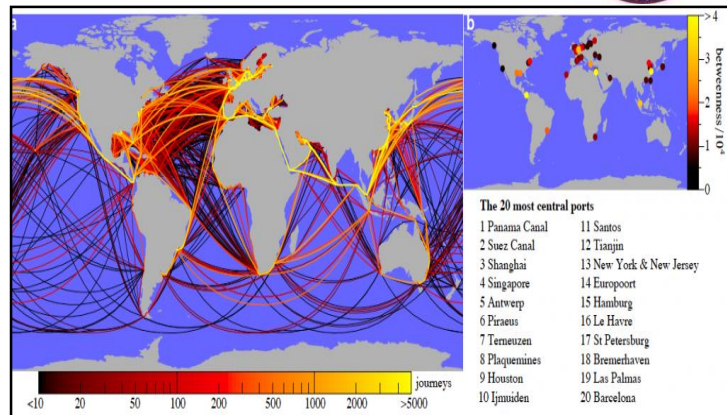 a
<10 20 50 100 200 500 1000 2000 >5000 journeys
b
>4
3
2
1
0
betweenness/10⁴
The 20 most central ports
1 Panama Canal
2 Suez Canal
3 Shanghai
4 Singapore
5 Antwerp
6 Piraeus
7 Terneuzen
8 Plaquemines
9 Houston
10 Ijmuiden
11 Santos
12 Tianjin
13 New York & New Jersey
14 Europoort
15 Hamburg
16 Le Havre
17 St Petersburg
18 Bremerhaven
19 Las Palmas
20 Barcelona